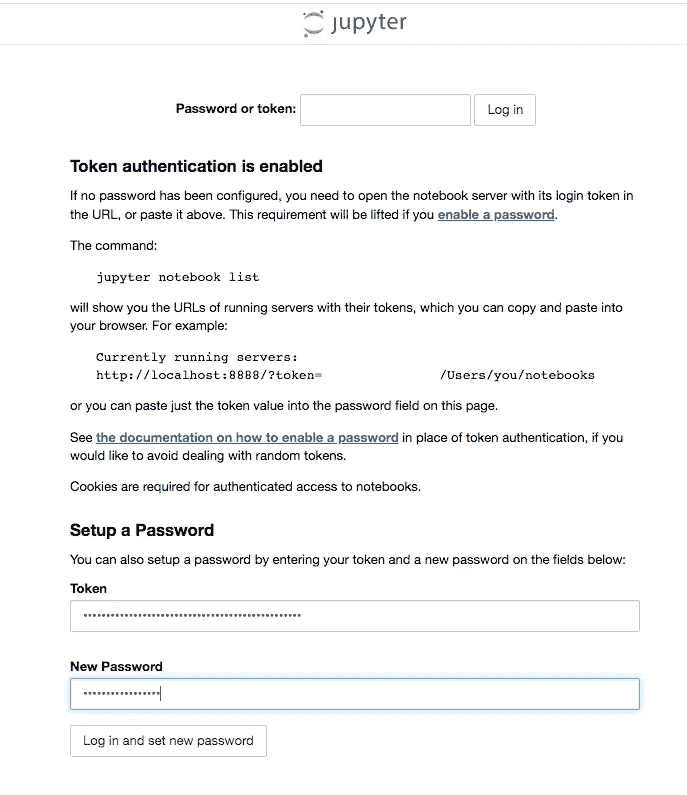 jupyter
Password or token: Log in
Token authentication is enabled
If no password has been configured, you need to open the notebook server with its login token in
the URL, or paste it above. This requirement will be lifted if you enable a password.
The command:
jupyter notebook list
will show you the URLs of running servers with their tokens, which you can copy and paste into
your browser. For example:
Currently running servers:
http://localhost:8888/?token= /Users/you/notebooks
or you can paste just the token value into the password field on this page.
See the documentation on how to enable a password in place of token authentication, if you
would like to avoid dealing with random tokens.
Cookies are required for authenticated access to notebooks.
Setup a Password
You can also setup a password by entering your token and a new password on the fields below:
Token
New Password
Log in and set new password